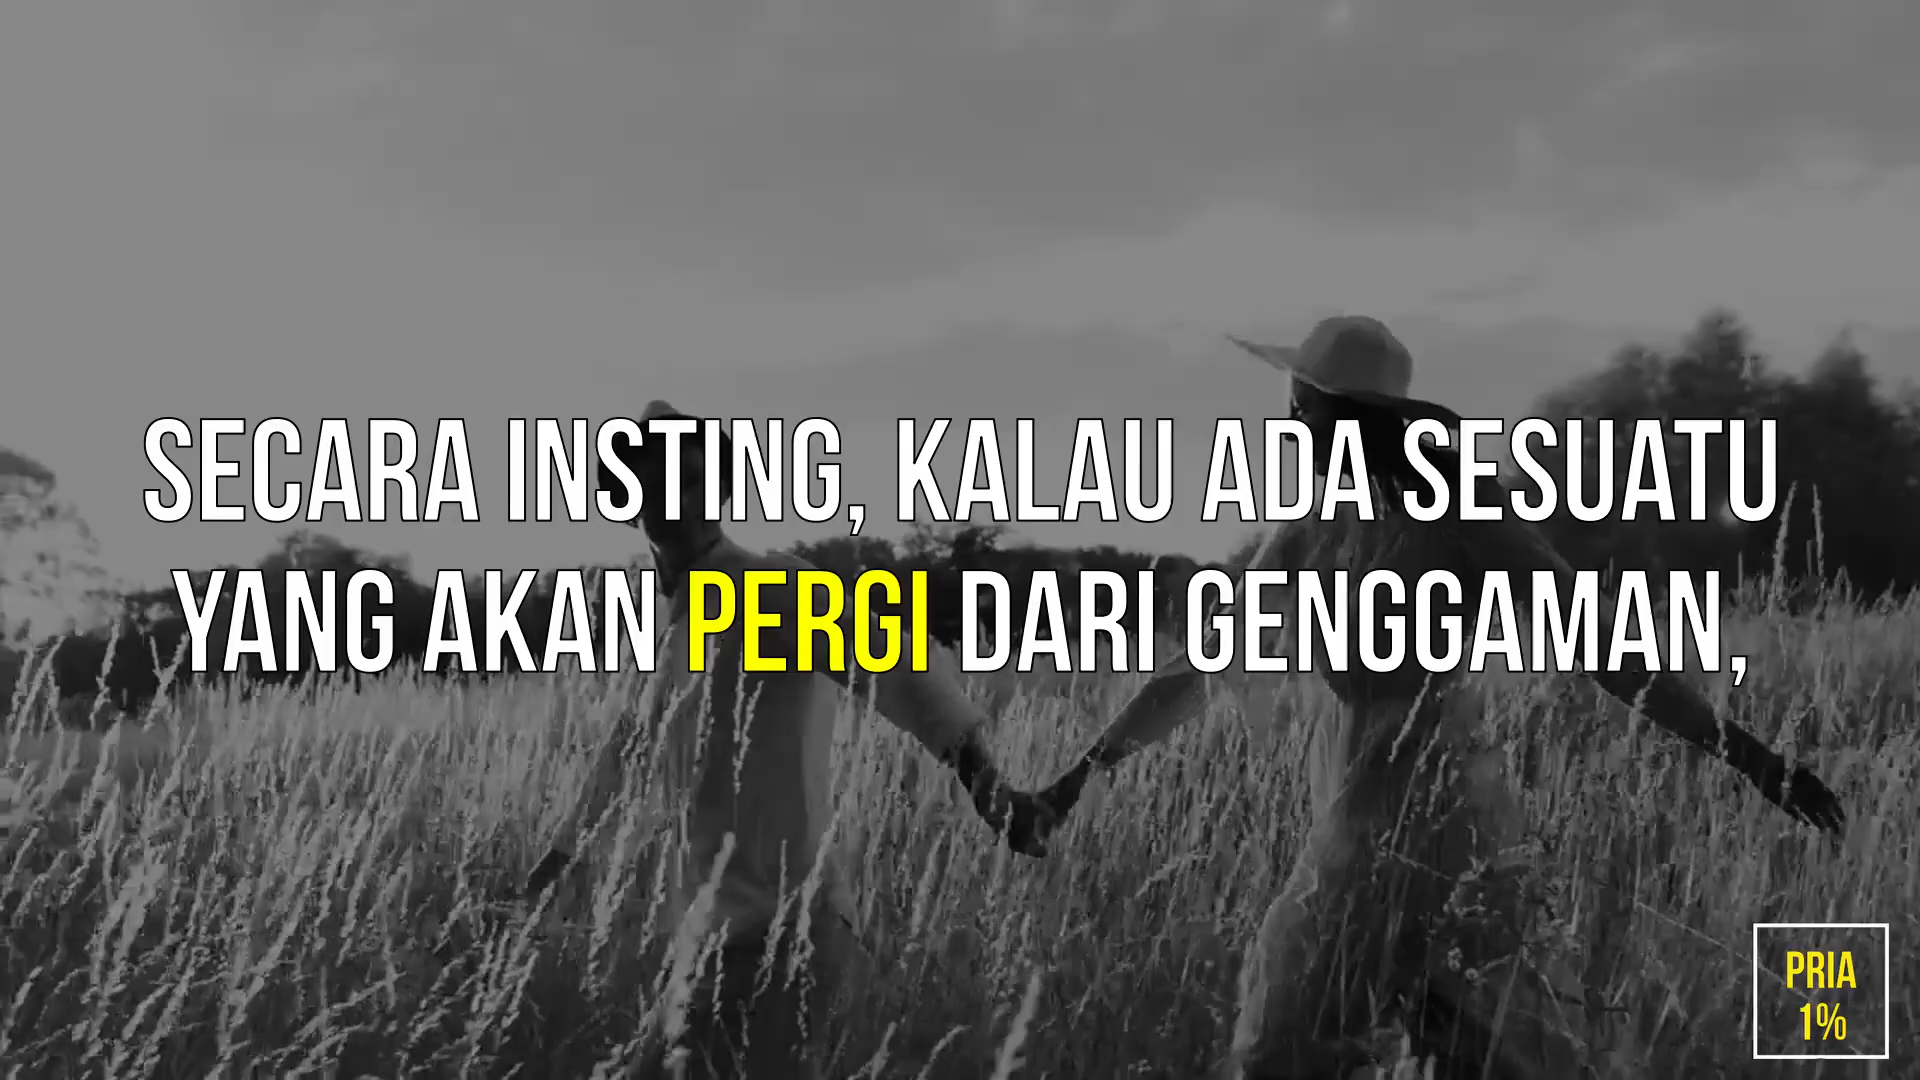 SECARA INSTING, KALAU ADA SESUATU
YANG AKAN PERGI DARI GENGGAMAN,
PRIA
1%